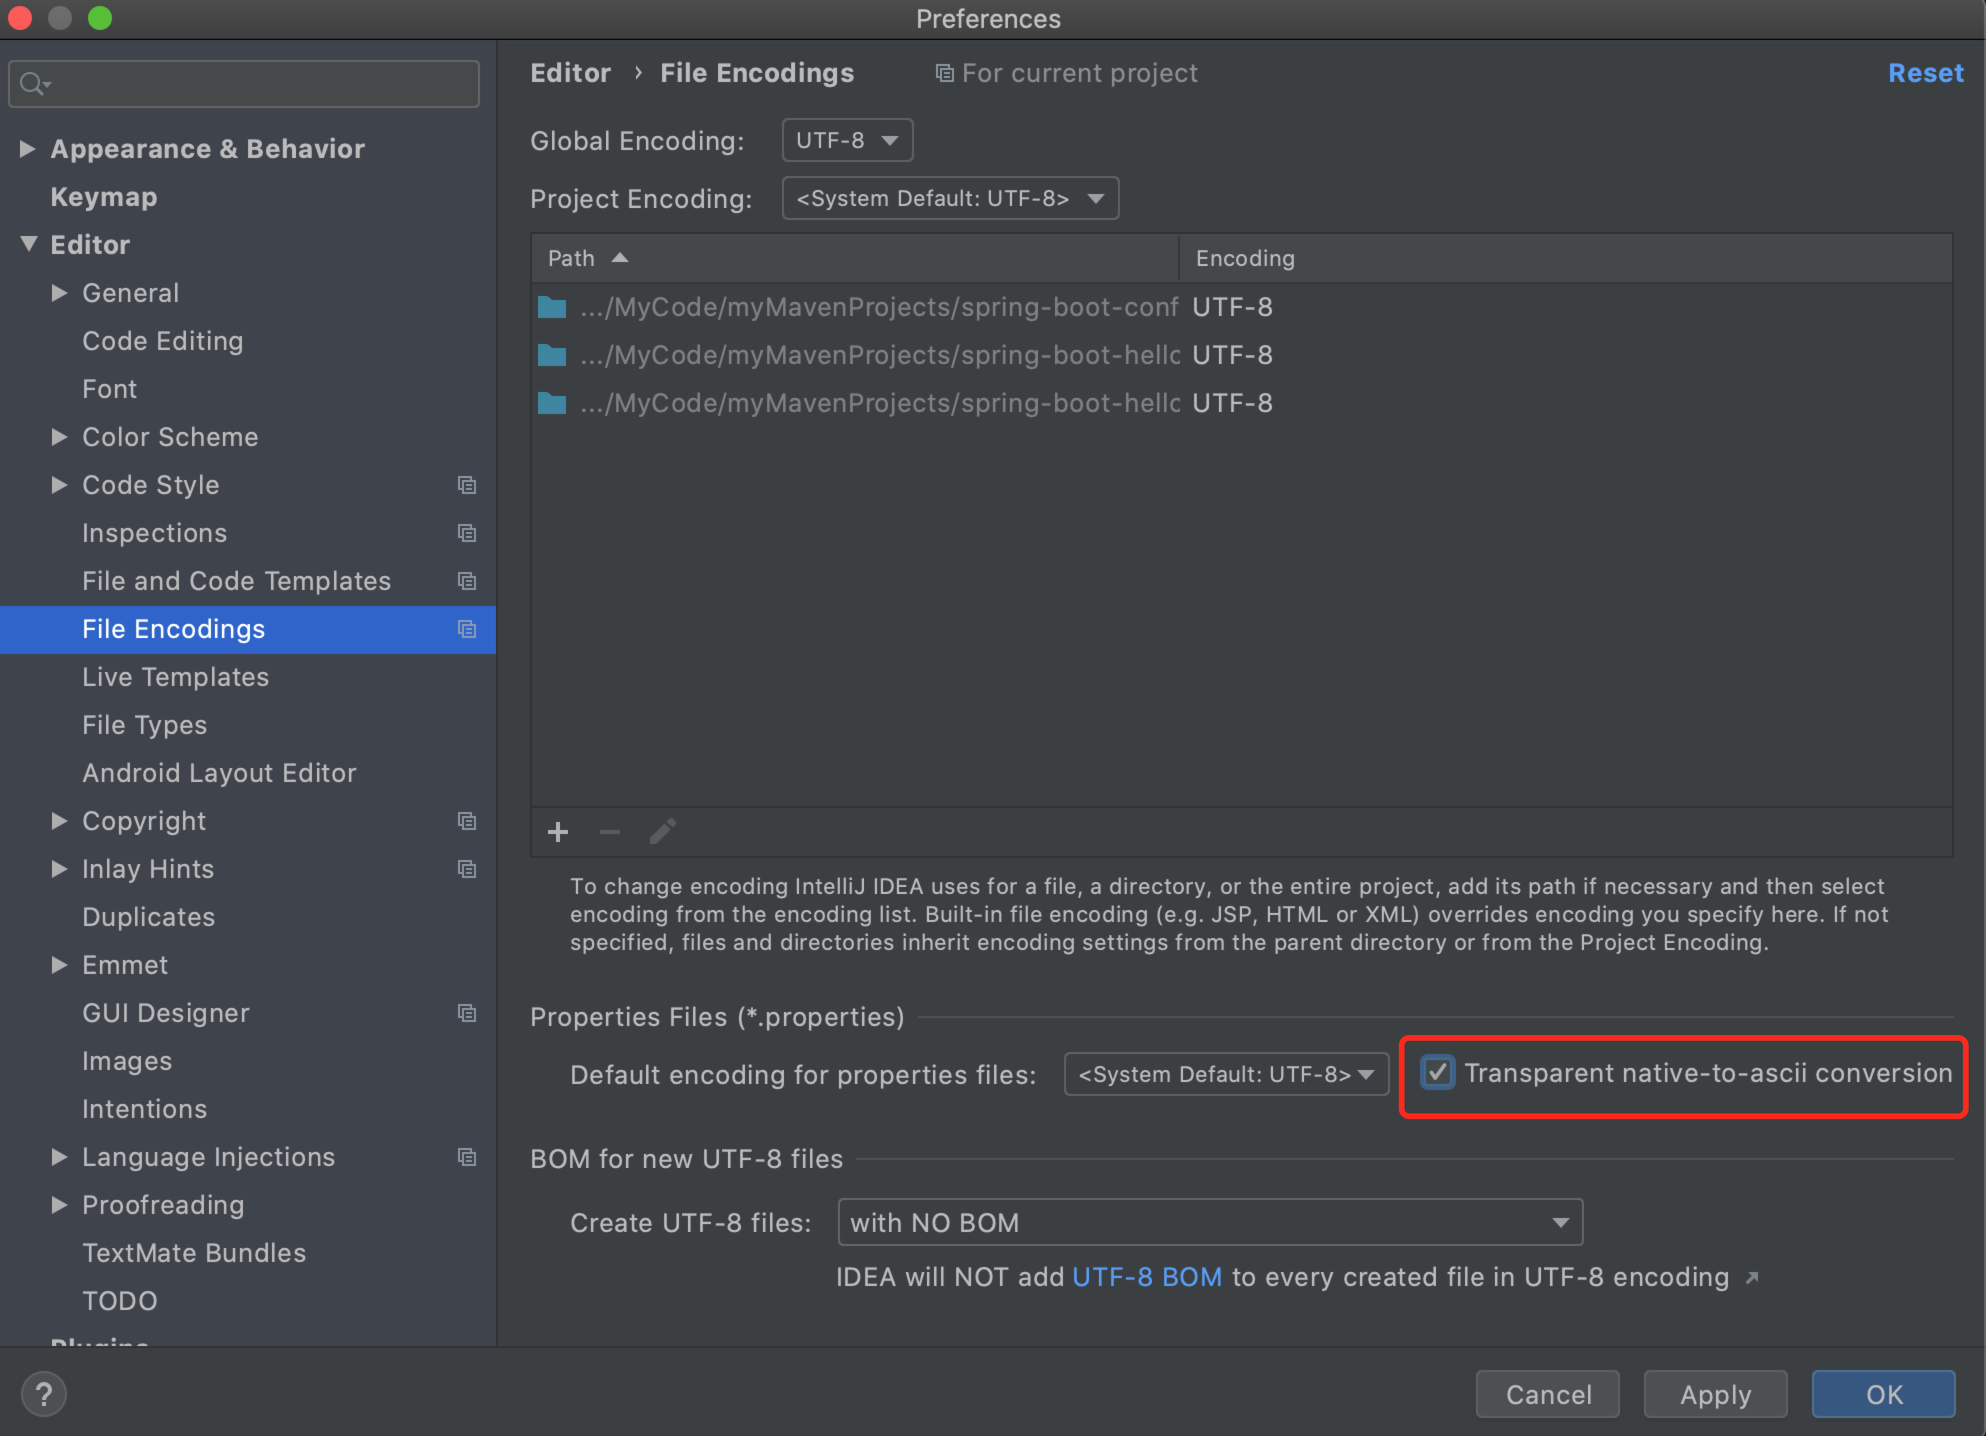 Preferences
Appearance & Behavior
Keymap
Editor
General
Code Editing
Font
Color Scheme
Code Style
Inspections
File and Code Templates
File Encodings
Live Templates
File Types
Android Layout Editor
Copyright
Inlay Hints
Duplicates
Emmet
GUI Designer
Images
Intentions
Language Injections
Proofreading
TextMate Bundles
TODO
Plugins
Editor › File Encodings For current project Reset
Global Encoding: UTF-8
Project Encoding: <System Default: UTF-8>
Path Encoding
.../MyCode/myMavenProjects/spring-boot-conf UTF-8
.../MyCode/myMavenProjects/spring-boot-hello UTF-8
.../MyCode/myMavenProjects/spring-boot-hello UTF-8
To change encoding IntelliJ IDEA uses for a file, a directory, or the entire project, add its path if necessary and then select
encoding from the encoding list. Built-in file encoding (e.g. JSP, HTML or XML) overrides encoding you specify here. If not
specified, files and directories inherit encoding settings from the parent directory or from the Project Encoding.
Properties Files (*.properties)
Default encoding for properties files: <System Default: UTF-8> Transparent native-to-ascii conversion
BOM for new UTF-8 files
Create UTF-8 files: with NO BOM
IDEA will NOT add UTF-8 BOM to every created file in UTF-8 encoding ↗
? Cancel Apply OK